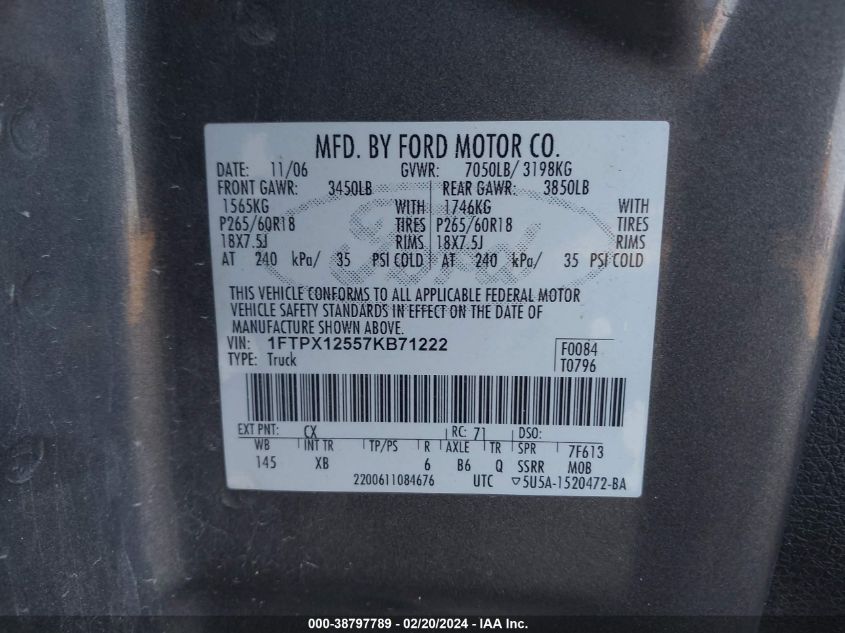 MFD. BY FORD MOTOR CO.
DATE: 11/06 GVWR: 7050LB/ 3198KG
FRONT GAWR: 3450LB REAR GAWR: 3850LB
1565KG WITH 1746KG WITH
P265/60R18 TIRES P265/60R18 TIRES
18X7.5J RIMS 18X7.5J RIMS
AT 240 kPa/ 35 PSI COLD AT 240 kPa/ 35 PSI COLD
Ford
THIS VEHICLE CONFORMS TO ALL APPLICABLE FEDERAL MOTOR
VEHICLE SAFETY STANDARDS IN EFFECT ON THE DATE OF
MANUFACTURE SHOWN ABOVE.
VIN: 1FTPX12557KB71222 F0084
TYPE: Truck T0796
EXT PNT: CX RC: 71 DSO:
WB INT TR TP/PS R AXLE TR SPR 7F613
145 XB 6 B6 Q SSRR MOB
2200611084676 UTC ▽5U5A-1520472-BA
000-38797789 - 02/20/2024 - IAA Inc.